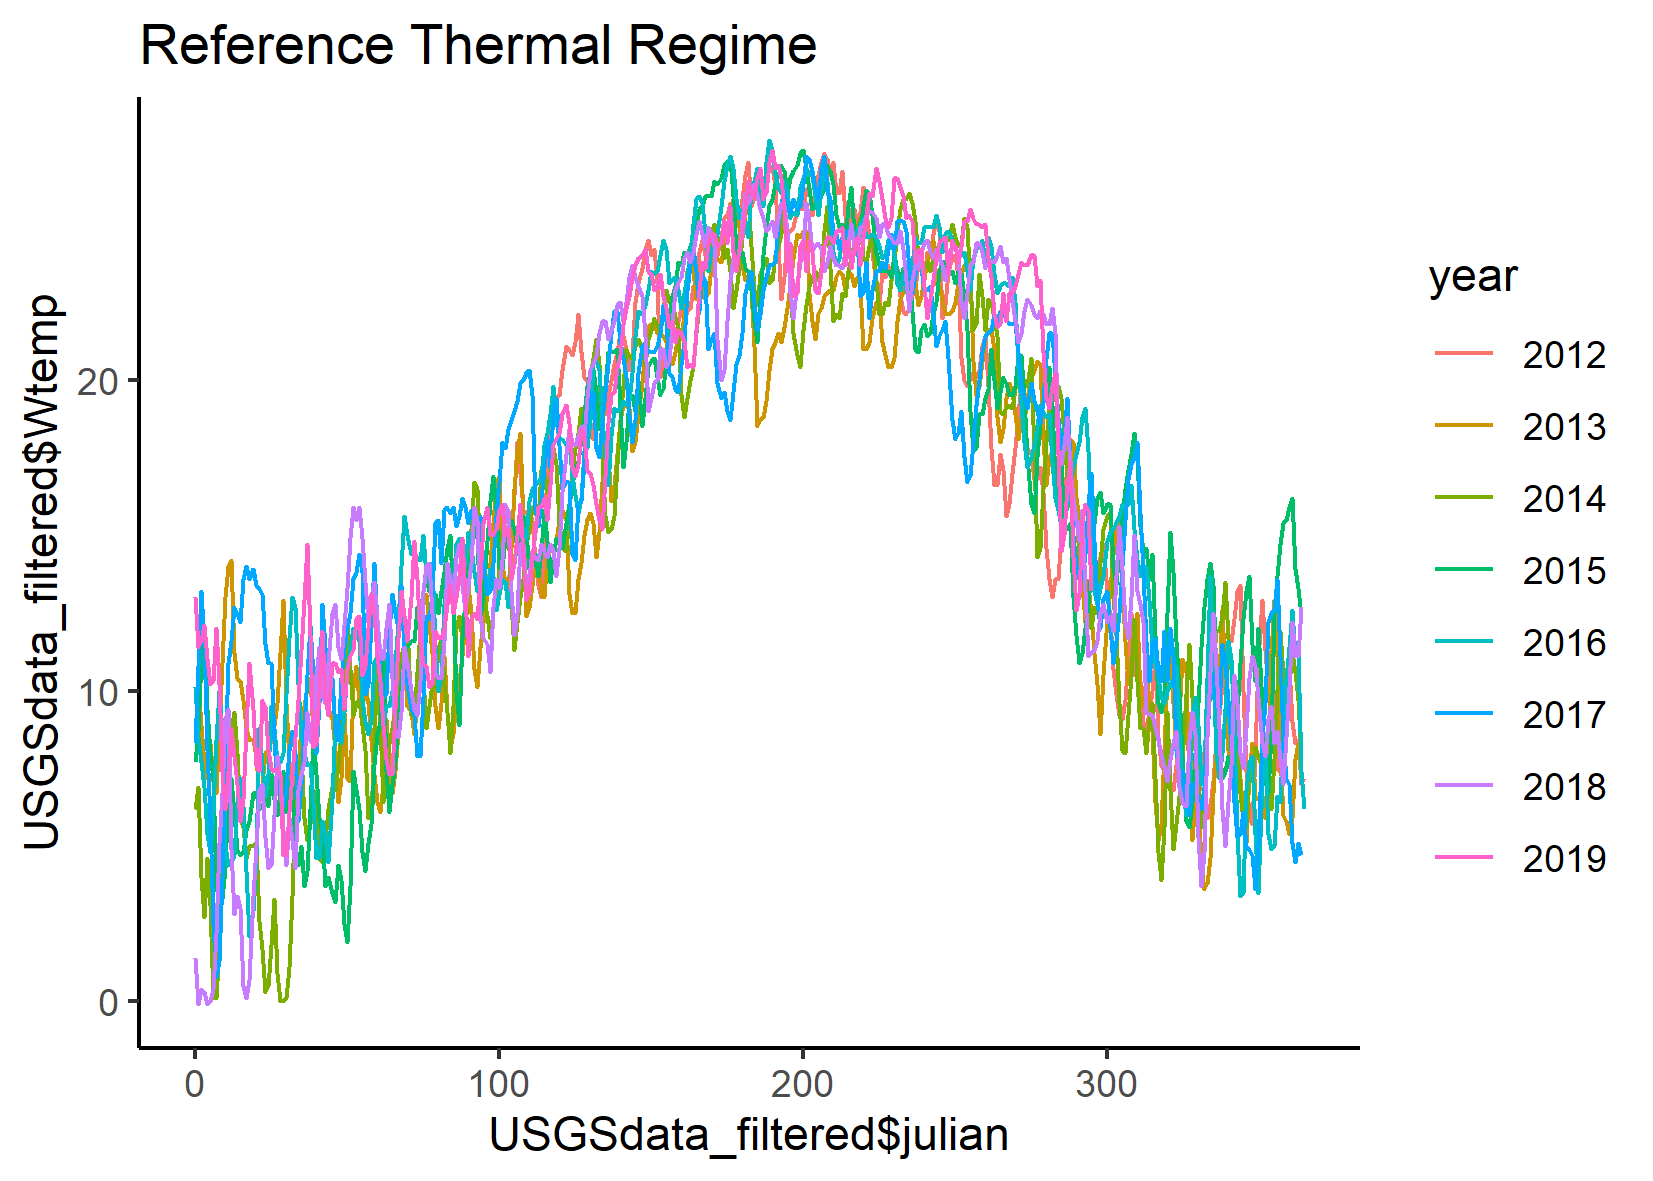 Reference Thermal Regime
USGSdata_filtered$Wtemp
20
10
0
0 100 200 300
USGSdata_filtered$julian
year
2012
2013
2014
2015
2016
2017
2018
2019